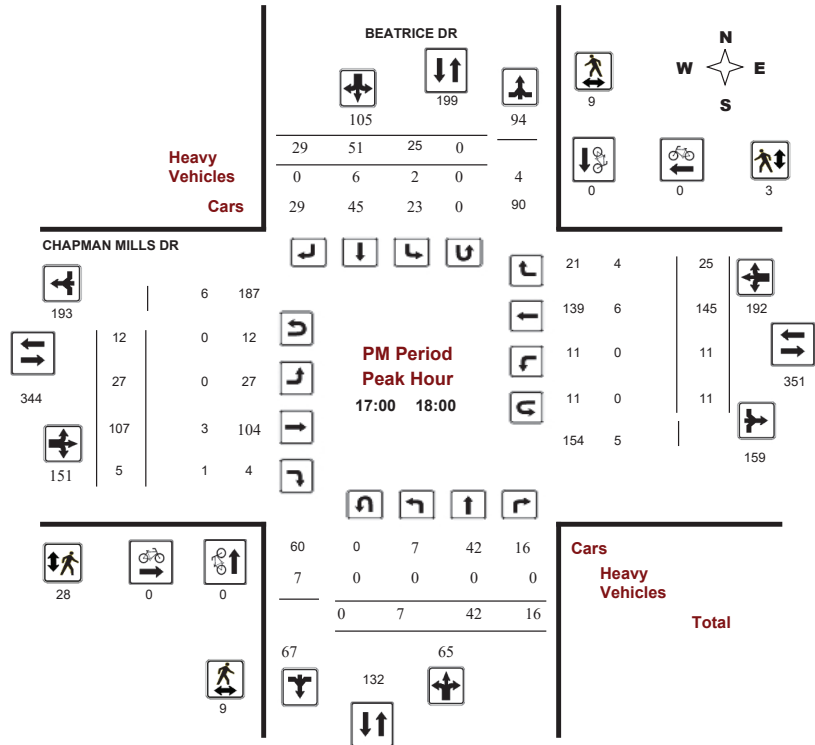 BEATRICE DR
N
W E
S
199
9
105 94
29 51 25 0
Heavy
Vehicles
0 6 2 0 4
Cars
29 45 23 0 90
0 0 3
CHAPMAN MILLS DR
193
6 187
21 4 25
192
12 0 12
139 6 145
344
27 0 27
PM Period
Peak Hour
17:00 18:00
11 0 11
351
107 3 104
11 0 11
151
5 1 4
154 5
159
60 0 7 42 16
Cars
7 0 0 0 0
Heavy
Vehicles
28 0 0
0 7 42 16
Total
67 65
132
9